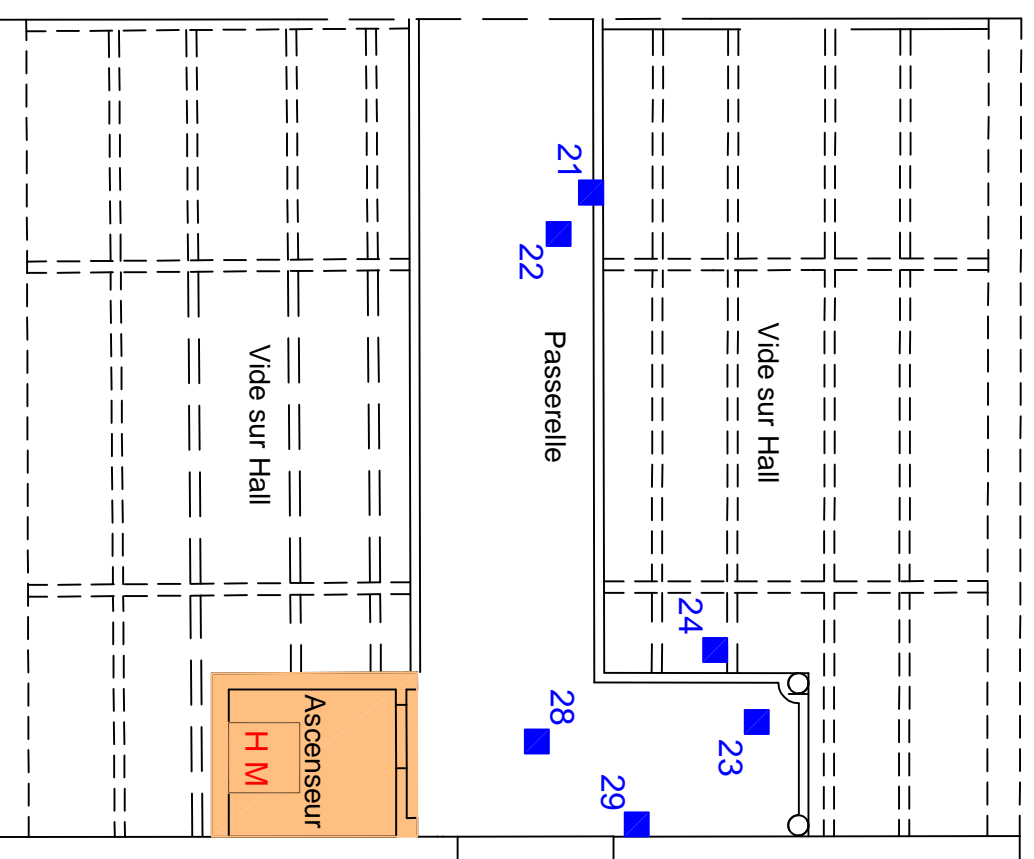 21
22
Passerelle
Vide sur Hall
Vide sur Hall
24
23
28
29
Ascenseur
H M